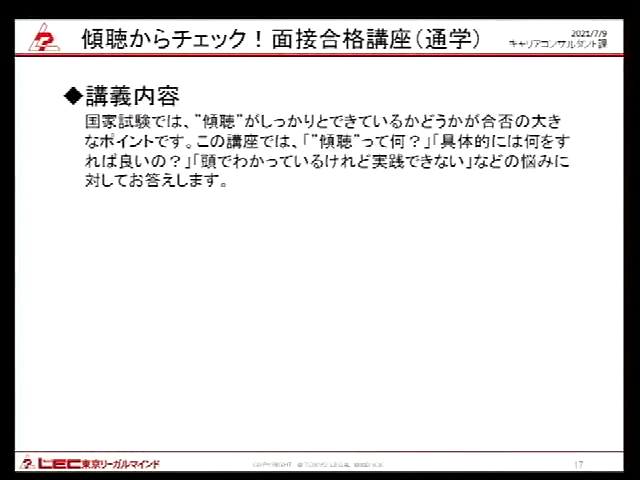 傾聴からチェック！面接合格講座（通学）
2021/7/9
キャリアコンサルタント課
◆講義内容
国家試験では、”傾聴”がしっかりとできているかどうかが合否の大き
なポイントです。この講座では、「”傾聴”って何？」「具体的には何をす
れば良いの？」「頭でわかっているけれど実践できない」などの悩みに
対してお答えします。
LEC東京リーガルマインド
COPYRIGHT @ TOKYO LEGAL MIND K.K.
17